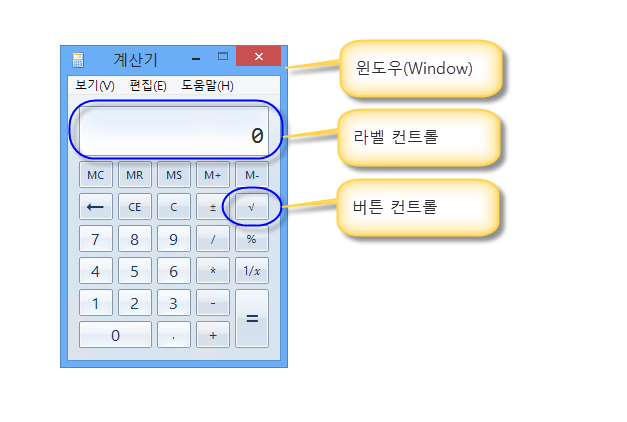 계산기
보기(V) 편집(E) 도움말(H)
0
MC MR MS M+ M-
← CE C ± √
7 8 9 / %
4 5 6 * 1/x
1 2 3 - =
0 . +
윈도우(Window)
라벨 컨트롤
버튼 컨트롤